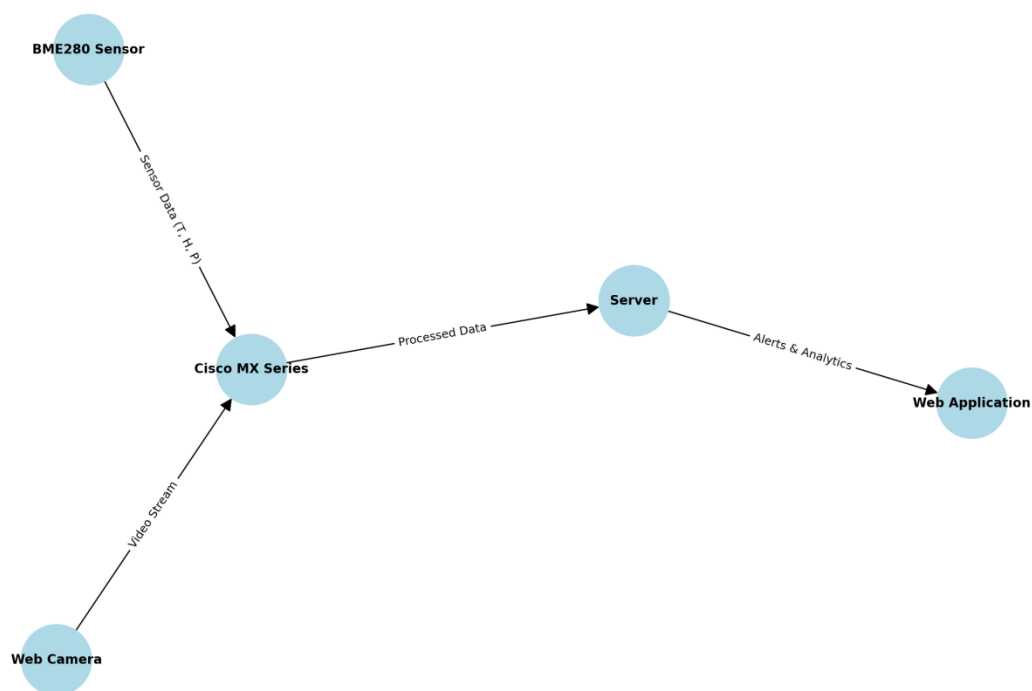 BME280 Sensor
Sensor Data (T, H, P)
Server
Processed Data
Alerts & Analytics
Cisco MX Series
Web Application
Video Stream
Web Camera